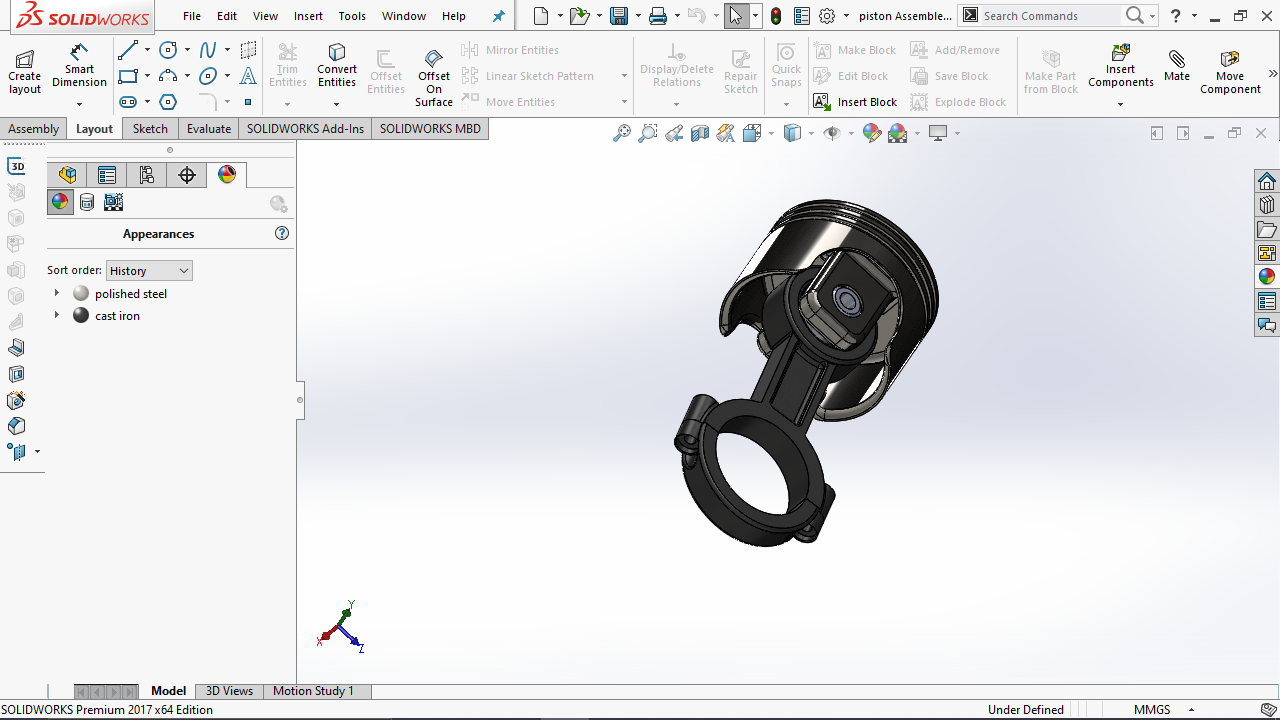 SOLIDWORKS File Edit View Insert Tools Window Help piston Assemble... Search Commands ?
Create layout
Smart Dimension
Trim Entities
Convert Entities
Offset Entities
Offset On Surface
Mirror Entities
Linear Sketch Pattern
Move Entities
Display/Delete Relations
Repair Sketch
Quick Snaps
Make Block
Edit Block
Insert Block
Add/Remove
Save Block
Explode Block
Make Part from Block
Insert Components
Mate
Move Component
Assembly Layout Sketch Evaluate SOLIDWORKS Add-Ins SOLIDWORKS MBD
3D
Appearances ?
Sort order: History
polished steel
cast iron
Y
X
Z
Model 3D Views Motion Study 1
SOLIDWORKS Premium 2017 x64 Edition Under Defined MMGS